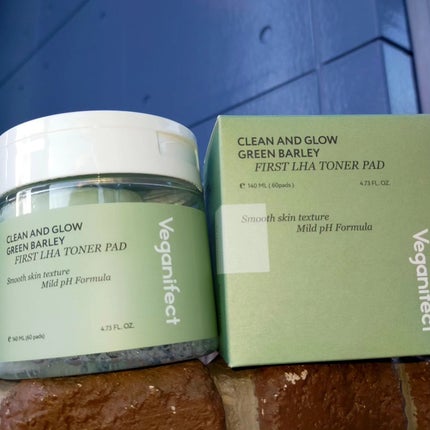 CLEAN AND GLOW
GREEN BARLEY
FIRST LHA TONER PAD
Smooth skin texture
Mild pH Formula
℮ 140 ML (60 pads)
4.73 FL. OZ.
Veganifect
CLEAN AND GLOW
GREEN BARLEY
FIRST LHA TONER PAD
℮ 140 ML ( 60pads )
4.73 FL. OZ.
Smooth skin texture
Mild pH Formula
Veganifect